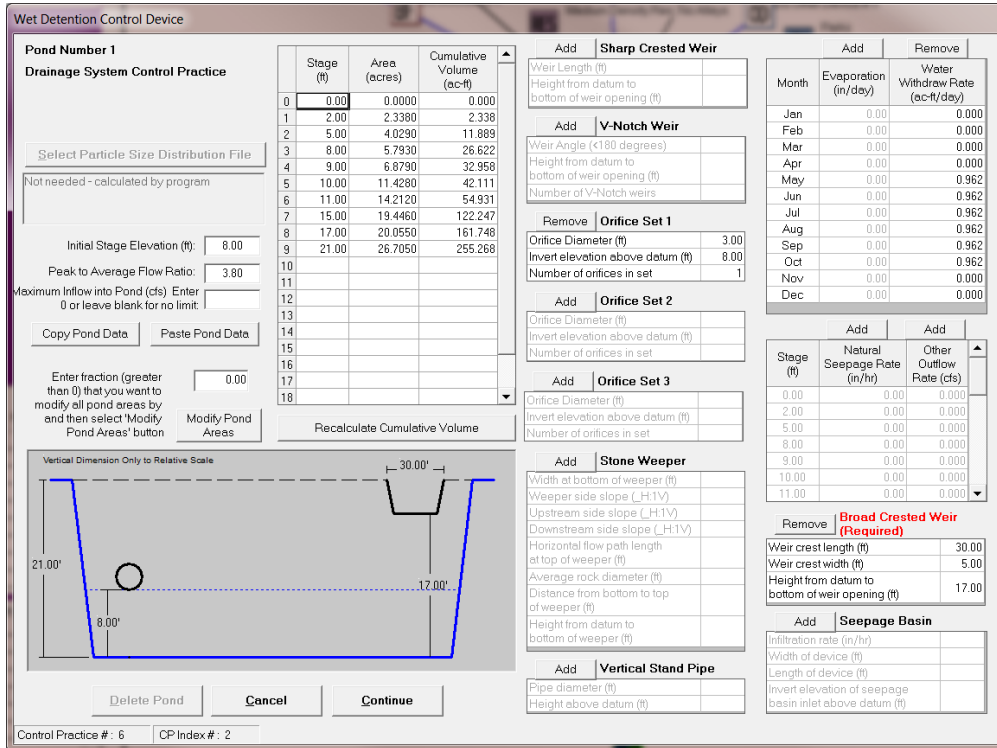 Wet Detention Control Device
Pond Number 1
Drainage System Control Practice
Select Particle Size Distribution File
Not needed - calculated by program
Initial Stage Elevation (ft): 8.00
Peak to Average Flow Ratio: 3.80
Maximum Inflow into Pond (cfs) Enter
0 or leave blank for no limit:
Copy Pond Data Paste Pond Data
Enter fraction (greater
than 0) that you want to
modify all pond areas by
and then select 'Modify
Pond Areas' button
0.00
Modify Pond
Areas
Stage
(ft)
Area
(acres)
Cumulative
Volume
(ac-ft)
0 0.00 0.0000 0.000
1 2.00 2.3380 2.338
2 5.00 4.0290 11.889
3 8.00 5.7930 26.622
4 9.00 6.8790 32.958
5 10.00 11.4280 42.111
6 11.00 14.2120 54.931
7 15.00 19.4460 122.247
8 17.00 20.0550 161.748
9 21.00 26.7050 255.268
10
11
12
13
14
15
16
17
18
Recalculate Cumulative Volume
Vertical Dimension Only to Relative Scale
30.00'
21.00'
17.00'
8.00'
Delete Pond Cancel Continue
Control Practice #: 6 CP Index #: 2
Add Sharp Crested Weir
Weir Length (ft)
Height from datum to
bottom of weir opening (ft)
Add V-Notch Weir
Weir Angle (<180 degrees)
Height from datum to
bottom of weir opening (ft)
Number of V-Notch weirs
Remove Orifice Set 1
Orifice Diameter (ft) 3.00
Invert elevation above datum (ft) 8.00
Number of orifices in set 1
Add Orifice Set 2
Orifice Diameter (ft)
Invert elevation above datum (ft)
Number of orifices in set
Add Orifice Set 3
Orifice Diameter (ft)
Invert elevation above datum (ft)
Number of orifices in set
Add Stone Weeper
Width at bottom of weeper (ft)
Weeper side slope (_H:1V)
Upstream side slope (_H:1V)
Downstream side slope (_H:1V)
Horizontal flow path length
at top of weeper (ft)
Average rock diameter (ft)
Distance from bottom to top
of weeper (ft)
Height from datum to
bottom of weeper (ft)
Add Vertical Stand Pipe
Pipe diameter (ft)
Height above datum (ft)
Add Remove
Month
Evaporation
(in/day)
Water
Withdraw Rate
(ac-ft/day)
Jan 0.00 0.000
Feb 0.00 0.000
Mar 0.00 0.000
Apr 0.00 0.000
May 0.00 0.962
Jun 0.00 0.962
Jul 0.00 0.962
Aug 0.00 0.962
Sep 0.00 0.962
Oct 0.00 0.962
Nov 0.00 0.000
Dec 0.00 0.000
Add Add
Stage
(ft)
Natural
Seepage Rate
(in/hr)
Other
Outflow
Rate (cfs)
0.00 0.00 0.000
2.00 0.00 0.000
5.00 0.00 0.000
8.00 0.00 0.000
9.00 0.00 0.000
10.00 0.00 0.000
11.00 0.00 0.000
Remove Broad Crested Weir
(Required)
Weir crest length (ft) 30.00
Weir crest width (ft) 5.00
Height from datum to
bottom of weir opening (ft) 17.00
Add Seepage Basin
Infiltration rate (in/hr)
Width of device (ft)
Length of device (ft)
Invert elevation of seepage
basin inlet above datum (ft)